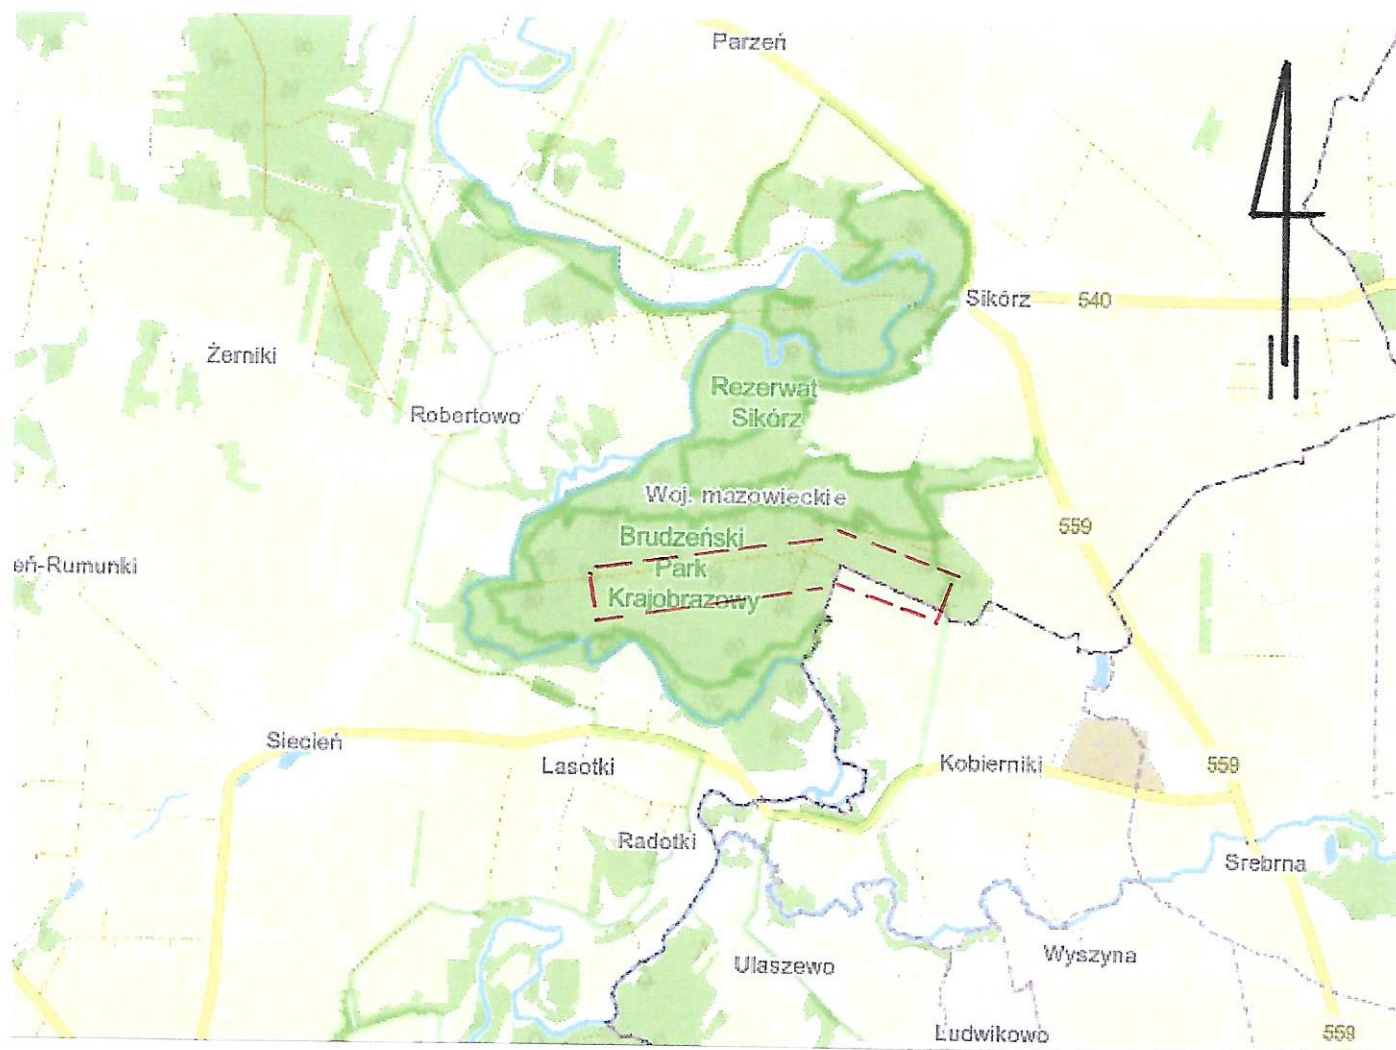 Parzeń
Sikórz
540
Żerniki
Rezerwat
Sikórz
Robertowo
Woj. mazowieckie
559
Brudzeński
Park
Krajobrazowy
eń-Rumunki
Siecień
Lasotki
Kobierniki
559
Radotki
Srebrna
Ulaszewo
Wyszyna
Ludwikowo
559